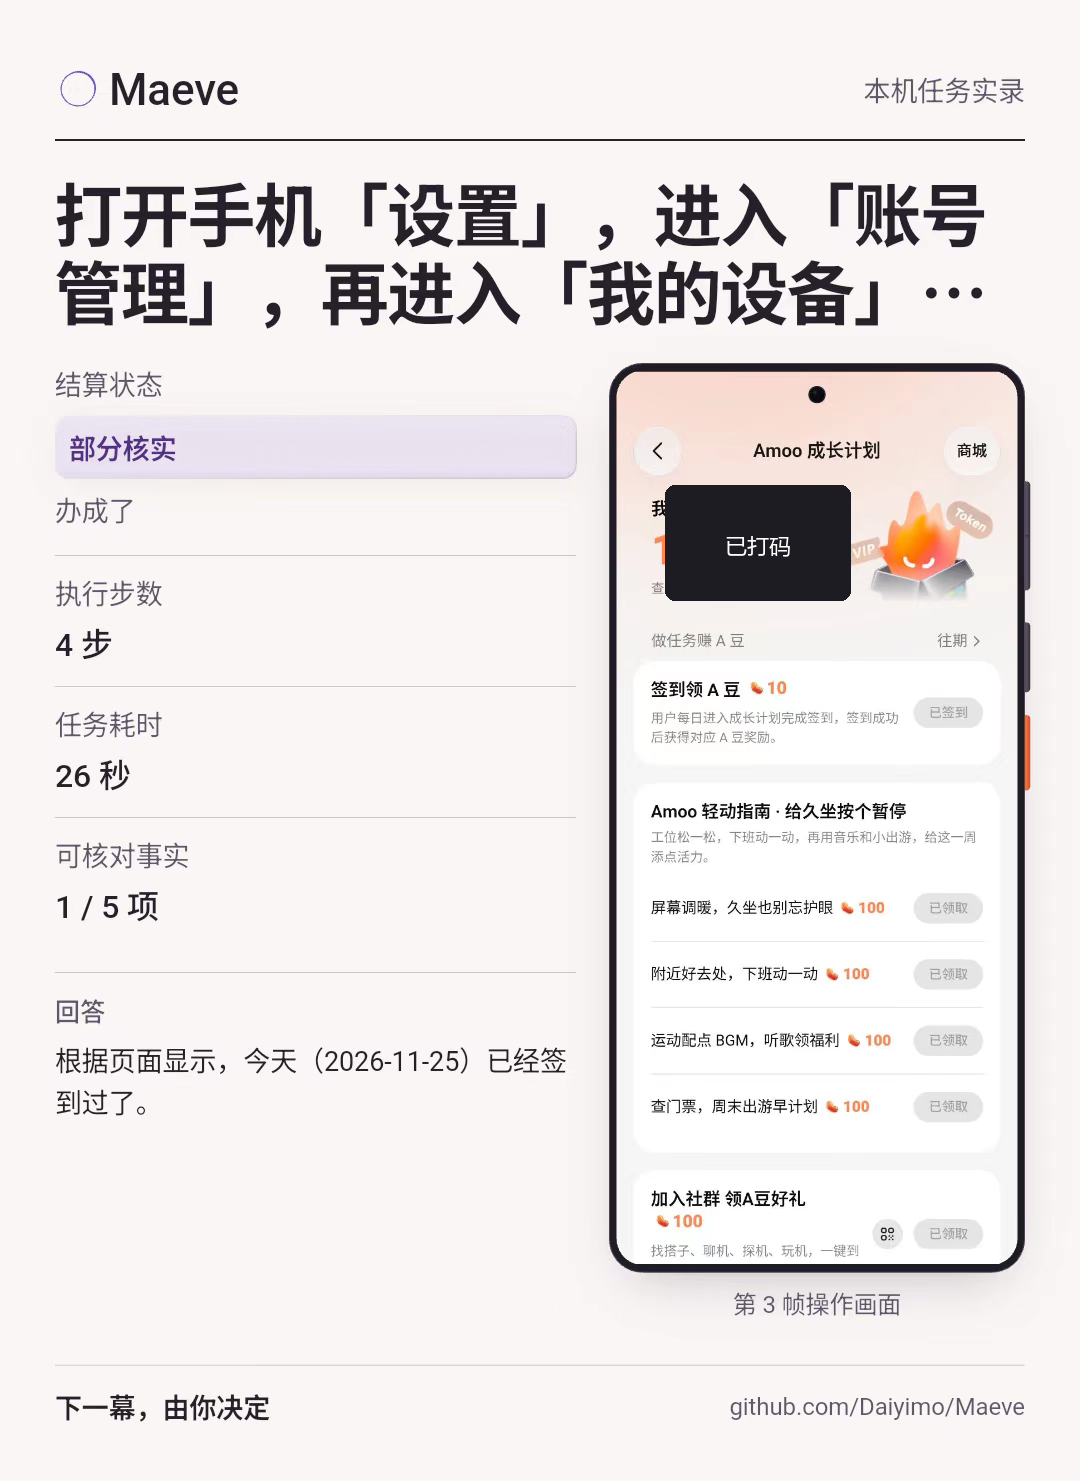 Maeve
本机任务实录
打开手机「设置」，进入「账号
管理」，再进入「我的设备」…
结算状态
部分核实
办成了
执行步数
4 步
任务耗时
26 秒
可核对事实
1 / 5 项
回答
根据页面显示，今天（2026-11-25）已经签
到过了。
Amoo 成长计划
商城
我
已打码
1
查
VIP
Token
做任务赚 A 豆
往期
签到领 A 豆 10
用户每日进入成长计划完成签到，签到成功
后获得对应 A 豆奖励。
已签到
Amoo 轻动指南 · 给久坐按个暂停
工位松一松，下班动一动，再用音乐和小出游，给这一周
添点活力。
屏幕调暖，久坐也别忘护眼 100
已领取
附近好去处，下班动一动 100
已领取
运动配点 BGM，听歌领福利 100
已领取
查门票，周末出游早计划 100
已领取
加入社群 领A豆好礼
100
找搭子、聊机、探机、玩机，一键到
已领取
第 3 帧操作画面
下一幕，由你决定
github.com/Daiyimo/Maeve